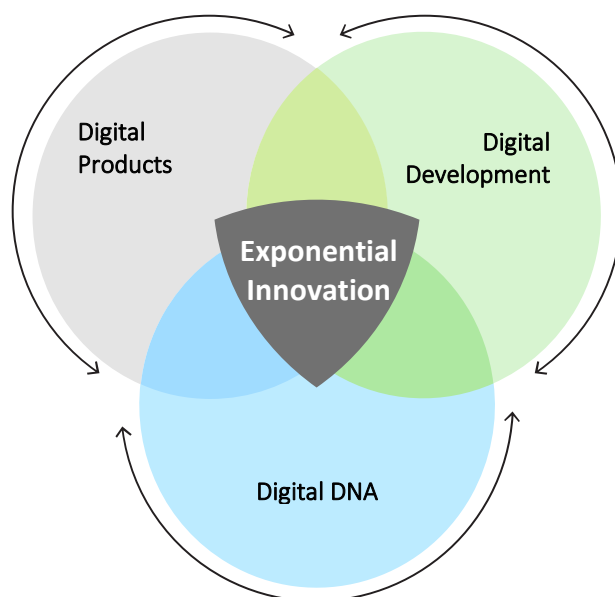 Digital
Products
Digital
Development
Exponential
Innovation
Digital DNA